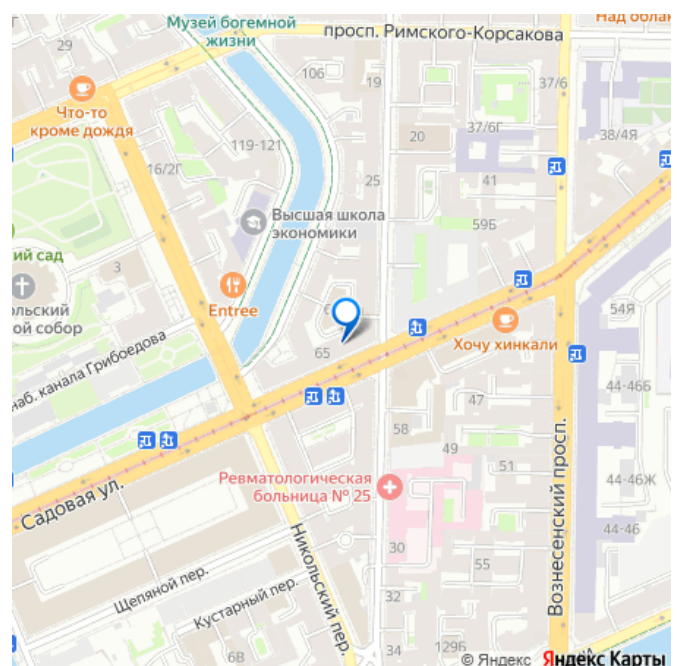 Музей богемной
жизни
просп. Римского-Корсакова
Над облак
29
106
19
37/6
Что-то
кроме дождя
119-121
20
37/6Г
38/4Я
16/2Г
25
41
Высшая школа
экономики
59Б
ий сад
3
ольский
ой собор
Entree
наб. канала Грибоедова
65
Хочу хинкали
54Я
44-46Б
47
58
49
51
Ревматологическая
больница № 25
44-46Ж
Садовая ул.
Вознесенский просп.
44-46
30
Никольский пер.
55
Щепяной пер.
Кустарный пер.
32
34
129Б
6В
© Яндекс Яндекс Карты